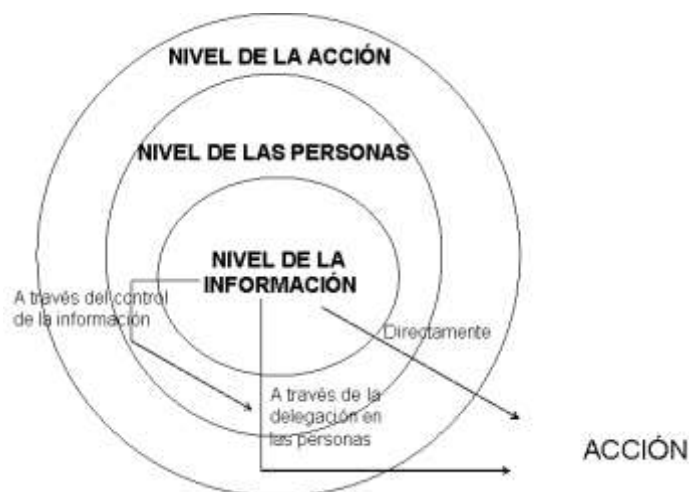 NIVEL DE LA ACCIÓN
NIVEL DE LAS PERSONAS
NIVEL DE LA
INFORMACIÓN
A través del control
de la información
Directamente
A través de la
delegación en
las personas
ACCIÓN